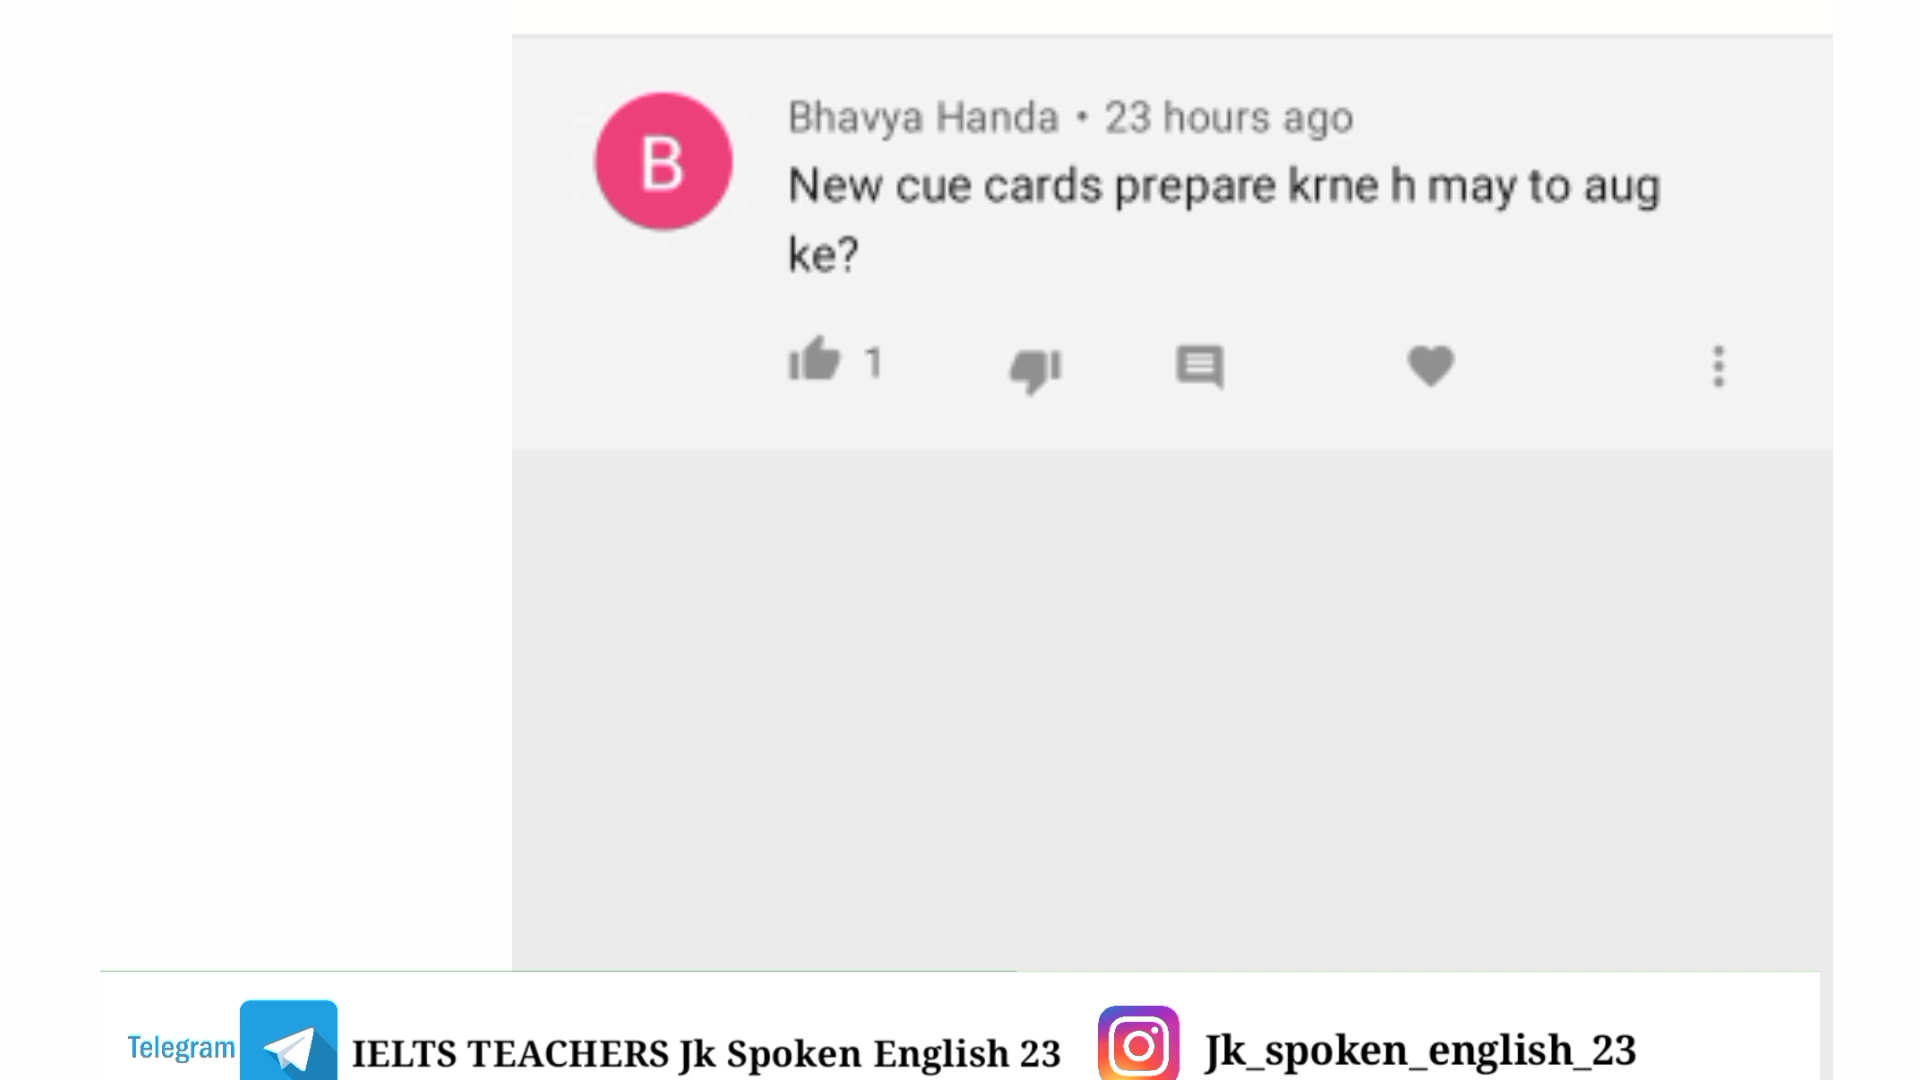 B
Bhavya Handa • 23 hours ago
New cue cards prepare krne h may to aug
ke?
1
Telegram
IELTS TEACHERS Jk Spoken English 23
Jk_spoken_english_23